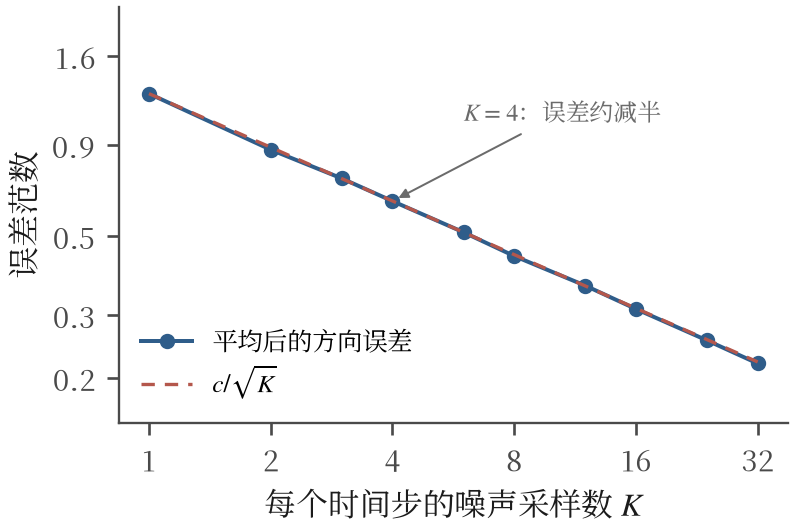 1.6
0.9
0.5
0.3
0.2
误差范数
K = 4：误差约减半
平均后的方向误差
c/√K
1 2 4 8 16 32
每个时间步的噪声采样数 K